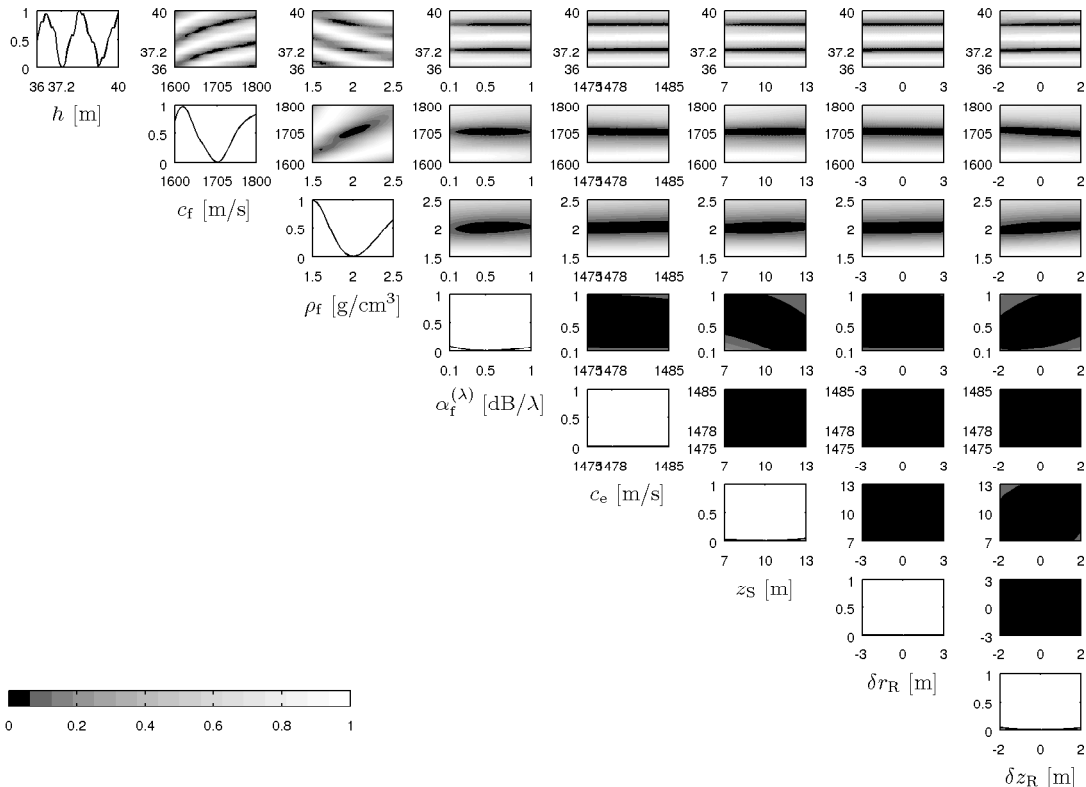 1 40 40 40 40 40 40 40
0.5
37.2 37.2 37.2 37.2 37.2 37.2 37.2
0 36 36 36 36 36 36 36
36 37.2 40 1600 1705 1800 1.5 2 2.5 0.1 0.5 1 1475 1478 1485 7 10 13 -3 0 3 -2 0 2
h [m]
1 1800 1800 1800 1800 1800 1800
0.5 1705 1705 1705 1705 1705 1705
0 1600 1600 1600 1600 1600 1600
1600 1705 1800 1.5 2 2.5 0.1 0.5 1 1475 1478 1485 7 10 13 -3 0 3 -2 0 2
c_f [m/s]
1 2.5 2.5 2.5 2.5 2.5
0.5 2 2 2 2 2
0 1.5 1.5 1.5 1.5 1.5
1.5 2 2.5 0.1 0.5 1 1475 1478 1485 7 10 13 -3 0 3 -2 0 2
ρ_f [g/cm³]
1 1 1 1 1
0.5 0.5 0.5 0.5 0.5
0 0.1 0.1 0.1 0.1
0.1 0.5 1 1475 1478 1485 7 10 13 -3 0 3 -2 0 2
α_f^(λ) [dB/λ]
1 1485 1485 1485
0.5 1478 1478 1478
0 1475 1475 1475
1475 1478 1485 7 10 13 -3 0 3 -2 0 2
c_e [m/s]
1 13 13
0.5 10 10
0 7 7
7 10 13 -3 0 3 -2 0 2
z_S [m]
1 3
0.5 0
0 -3
-3 0 3 -2 0 2
δr_R [m]
1
0.5
0
0 0.2 0.4 0.6 0.8 1
-2 0 2
δz_R [m]